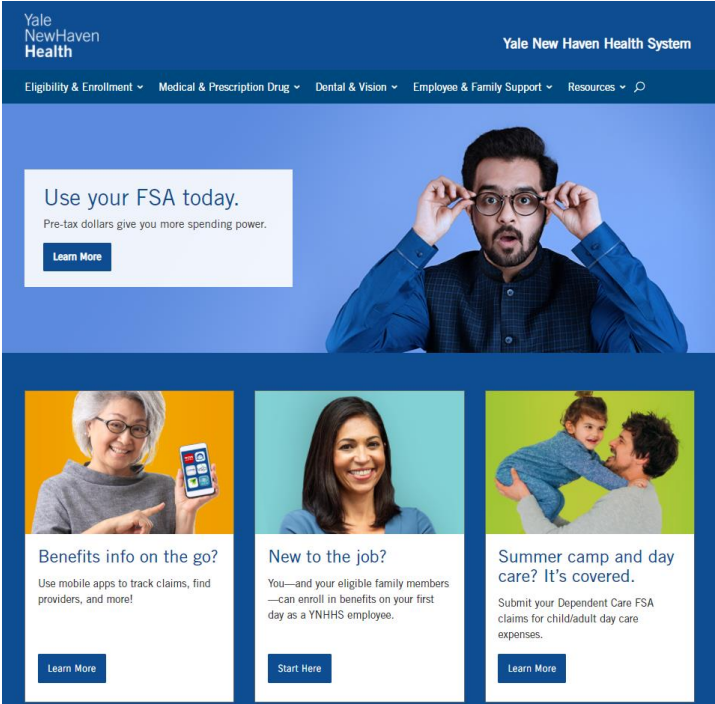 Yale
NewHaven
Health
Yale New Haven Health System
Eligibility & Enrollment
Medical & Prescription Drug
Dental & Vision
Employee & Family Support
Resources
Use your FSA today.
Pre-tax dollars give you more spending power.
Learn More
Benefits info on the go?
Use mobile apps to track claims, find
providers, and more!
Learn More
New to the job?
You—and your eligible family members
—can enroll in benefits on your first
day as a YNHHS employee.
Start Here
Summer camp and day
care? It's covered.
Submit your Dependent Care FSA
claims for child/adult day care
expenses.
Learn More